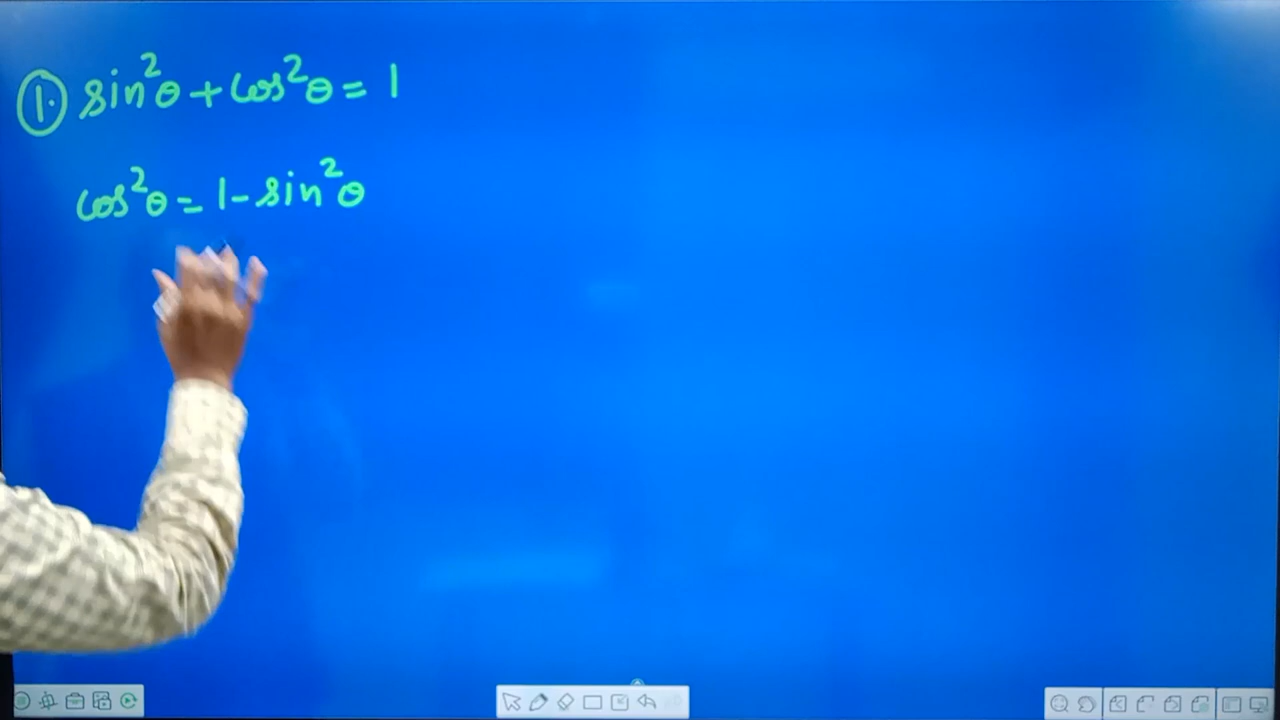 ① sin²θ + cos²θ = 1
cos²θ = 1 - sin²θ